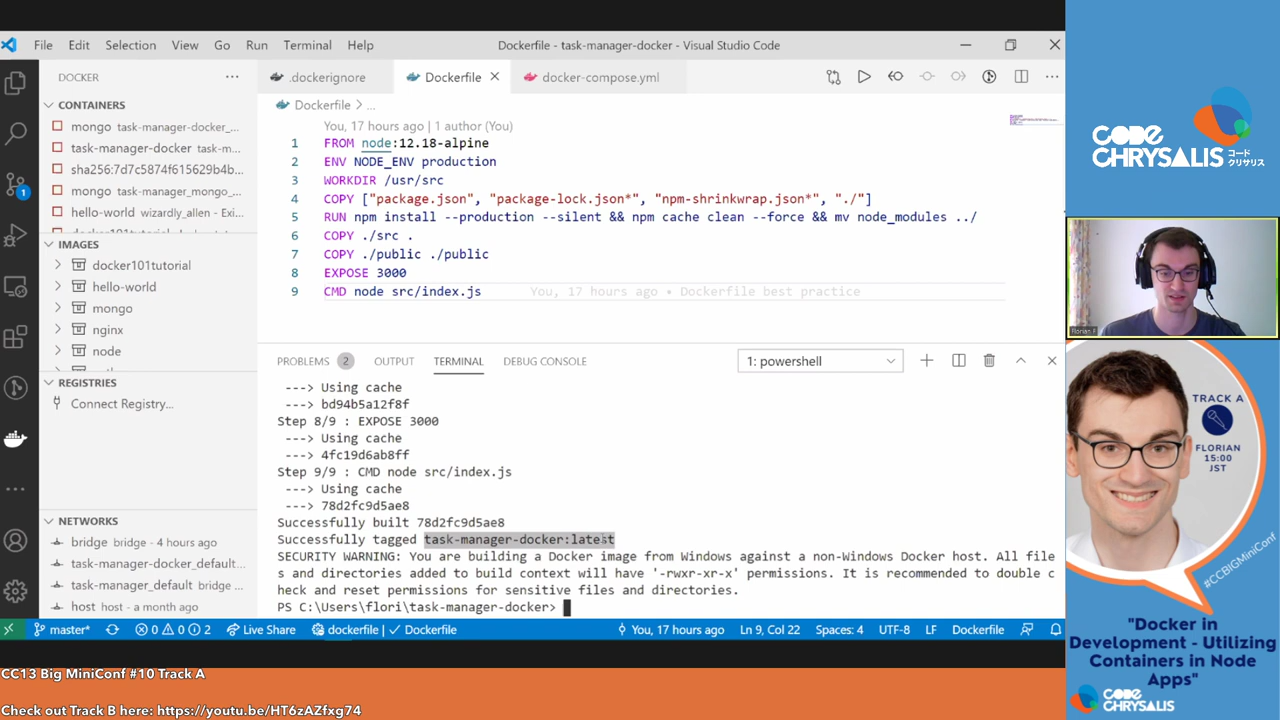 File Edit Selection View Go Run Terminal Help
Dockerfile - task-manager-docker - Visual Studio Code
DOCKER
CONTAINERS
mongo task-manager-docker_...
task-manager-docker task-m...
sha256:7d7c5874f615629b4b...
mongo task-manager_mongo_...
hello-world wizardly_allen - Exi...
IMAGES
docker101tutorial
hello-world
mongo
nginx
node
REGISTRIES
Connect Registry...
NETWORKS
bridge bridge - 4 hours ago
task-manager-docker_default...
task-manager_default bridge ...
host host - a month ago
.dockerignore
Dockerfile
docker-compose.yml
Dockerfile > ...
You, 17 hours ago | 1 author (You)
1 FROM node:12.18-alpine
2 ENV NODE_ENV production
3 WORKDIR /usr/src
4 COPY ["package.json", "package-lock.json*", "npm-shrinkwrap.json*", "./"]
5 RUN npm install --production --silent && npm cache clean --force && mv node_modules ../
6 COPY ./src .
7 COPY ./public ./public
8 EXPOSE 3000
9 CMD node src/index.js You, 17 hours ago • Dockerfile best practice
PROBLEMS 2 OUTPUT TERMINAL DEBUG CONSOLE
1: powershell
---> Using cache
---> bd94b5a12f8f
Step 8/9 : EXPOSE 3000
---> Using cache
---> 4fc19d6ab8ff
Step 9/9 : CMD node src/index.js
---> Using cache
---> 78d2fc9d5ae8
Successfully built 78d2fc9d5ae8
Successfully tagged task-manager-docker:latest
SECURITY WARNING: You are building a Docker image from Windows against a non-Windows Docker host. All file
s and directories added to build context will have '-rwxr-xr-x' permissions. It is recommended to double c
heck and reset permissions for sensitive files and directories.
PS C:\Users\flori\task-manager-docker>
1
master* 0 0 2 Live Share dockerfile | Dockerfile You, 17 hours ago Ln 9, Col 22 Spaces: 4 UTF-8 LF Dockerfile
CC13 Big MiniConf #10 Track A
Check out Track B here: https://youtu.be/HT6zAZfxg74
CODE
CHRYSALIS
コード
クリサリス
Florian F
TRACK A
FLORIAN
15:00
JST
#CCBIGMiniConf
"Docker in
Development - Utilizing
Containers in Node
Apps"
CODE
CHRYSALIS